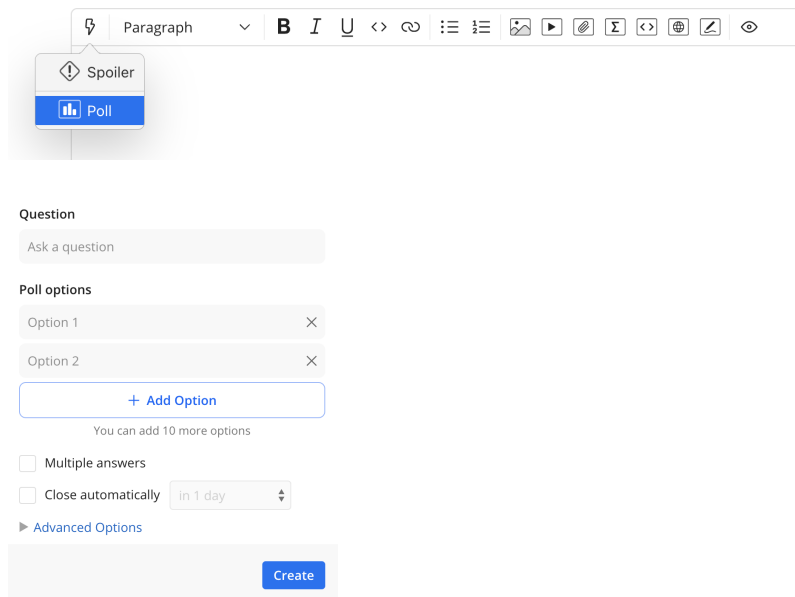 Paragraph
B I U
Spoiler
Poll
Question
Ask a question
Poll options
Option 1
Option 2
+ Add Option
You can add 10 more options
Multiple answers
Close automatically in 1 day
Advanced Options
Create